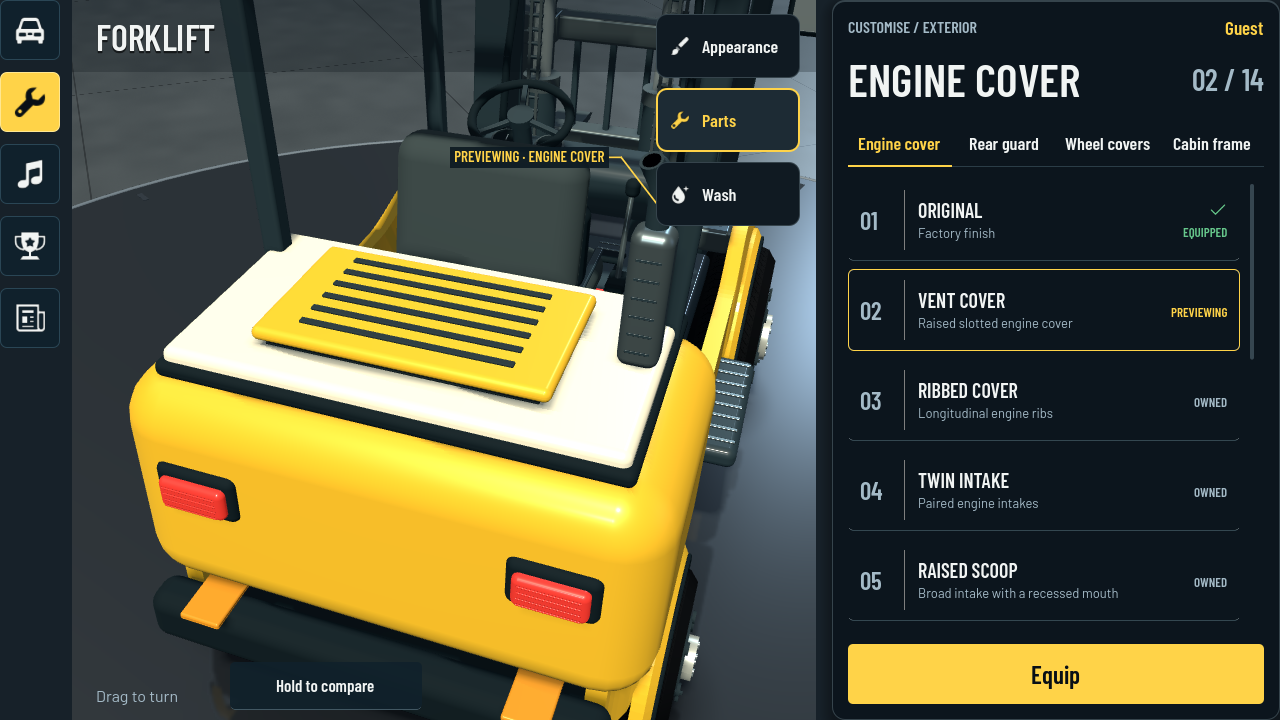 FORKLIFT
Appearance
Parts
Wash
PREVIEWING · ENGINE COVER
Drag to turn
Hold to compare
CUSTOMISE / EXTERIOR
Guest
ENGINE COVER
02 / 14
Engine cover
Rear guard
Wheel covers
Cabin frame
01
ORIGINAL
Factory finish
EQUIPPED
02
VENT COVER
Raised slotted engine cover
PREVIEWING
03
RIBBED COVER
Longitudinal engine ribs
OWNED
04
TWIN INTAKE
Paired engine intakes
OWNED
05
RAISED SCOOP
Broad intake with a recessed mouth
OWNED
Equip